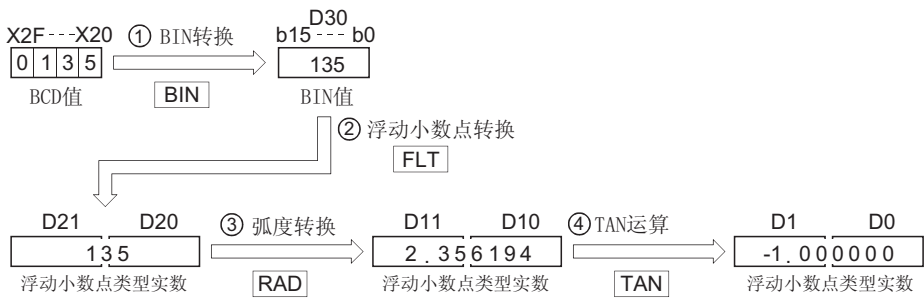 X2F---X20 ① BIN转换 D30
b15 --- b0
0 1 3 5
135
BCD值 BIN BIN值
② 浮动小数点转换
FLT
D21 D20 ③ 弧度转换 D11 D10 ④TAN运算 D1 D0
135 2.356194 -1.000000
浮动小数点类型实数 RAD 浮动小数点类型实数 TAN 浮动小数点类型实数